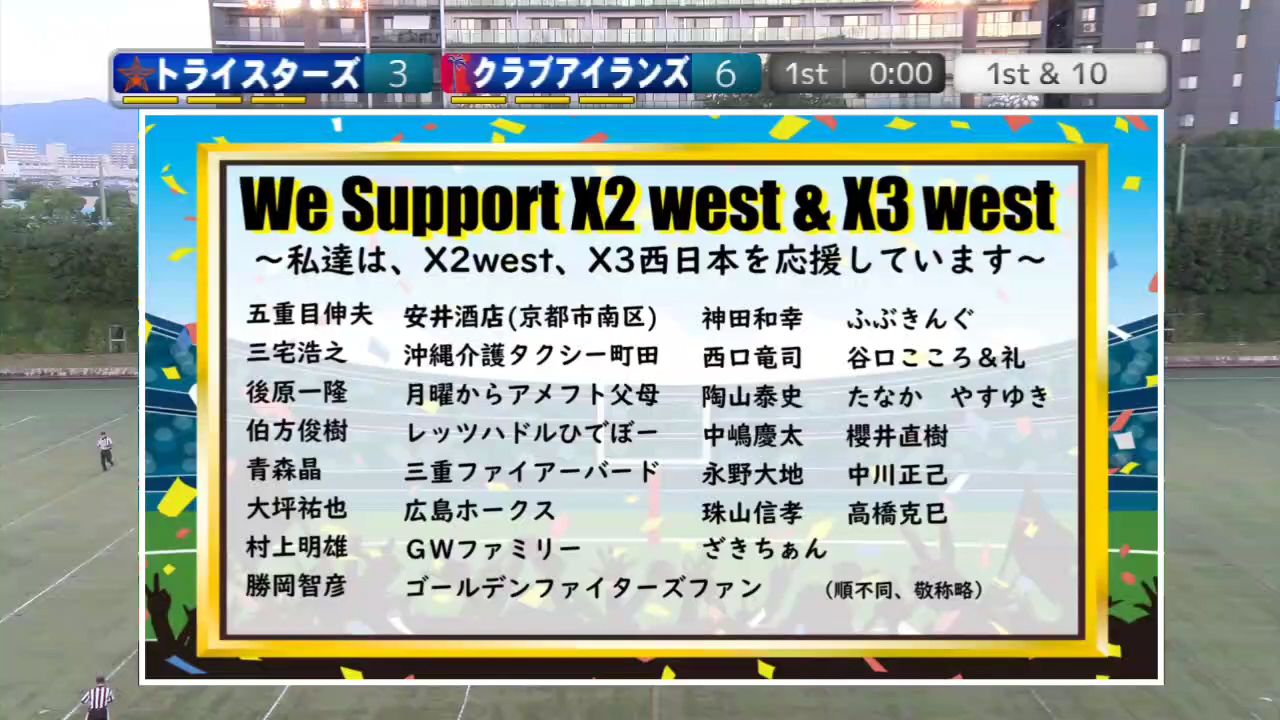 トライスターズ 3 クラブアイランズ 6 1st 0:00 1st & 10
We Support X2 west & X3 west
～私達は、X2west、X3西日本を応援しています～
五重目伸夫 安井酒店(京都市南区) 神田和幸 ふぶきんぐ
三宅浩之 沖縄介護タクシー町田 西口竜司 谷口こころ＆礼
後原一隆 月曜からアメフト父母 陶山泰史 たなか　やすゆき
伯方俊樹 レッツハドルひでぼー 中嶋慶太 櫻井直樹
青森晶 三重ファイアーバード 永野大地 中川正己
大坪祐也 広島ホークス 珠山信孝 高橋克巳
村上明雄 ＧＷファミリー ざきちぁん
勝岡智彦 ゴールデンファイターズファン （順不同、敬称略）